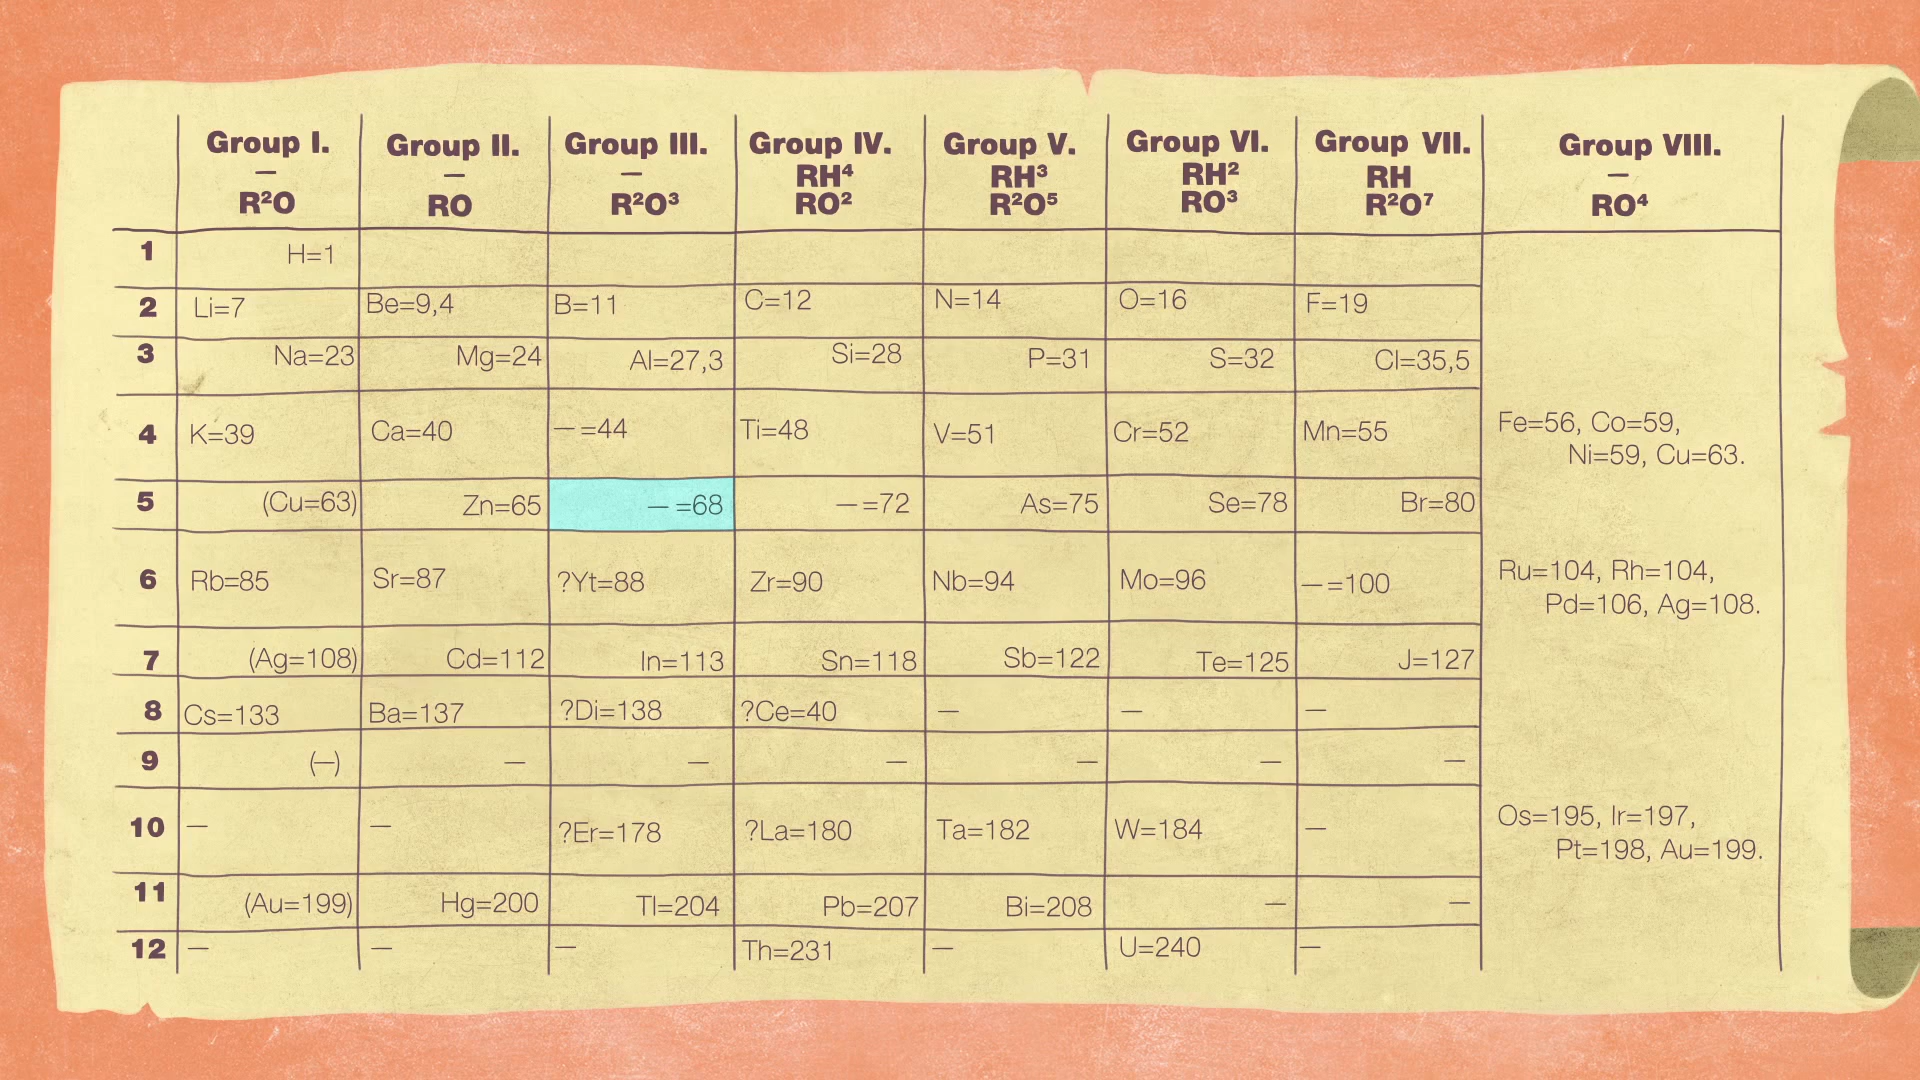 Group I. Group II. Group III. Group IV. Group V. Group VI. Group VII. Group VIII.
— — — RH⁴ RH³ RH² RH —
R²O RO R²O³ RO² R²O⁵ RO³ R²O⁷ RO⁴
1 H=1
2 Li=7 Be=9,4 B=11 C=12 N=14 O=16 F=19
3 Na=23 Mg=24 Al=27,3 Si=28 P=31 S=32 Cl=35,5
4 K=39 Ca=40 — =44 Ti=48 V=51 Cr=52 Mn=55 Fe=56, Co=59,
Ni=59, Cu=63.
5 (Cu=63) Zn=65 — =68 — =72 As=75 Se=78 Br=80
6 Rb=85 Sr=87 ?Yt=88 Zr=90 Nb=94 Mo=96 — =100 Ru=104, Rh=104,
Pd=106, Ag=108.
7 (Ag=108) Cd=112 In=113 Sn=118 Sb=122 Te=125 J=127
8 Cs=133 Ba=137 ?Di=138 ?Ce=40 — — —
9 (—) — — — — — —
10 — — ?Er=178 ?La=180 Ta=182 W=184 — Os=195, Ir=197,
Pt=198, Au=199.
11 (Au=199) Hg=200 Tl=204 Pb=207 Bi=208 — —
12 — — — Th=231 — U=240 —